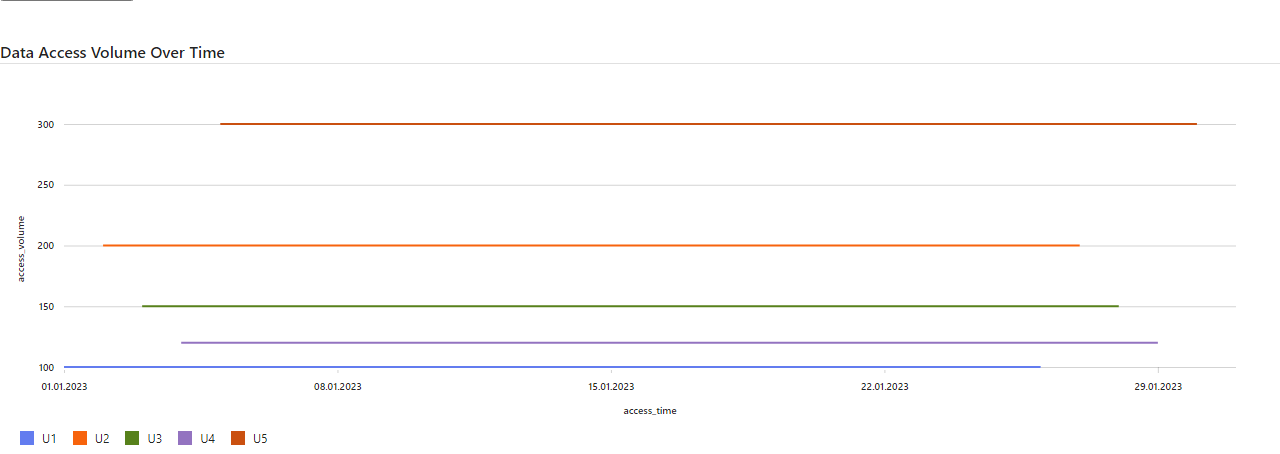 Data Access Volume Over Time
300
250
200
150
100
access_volume
01.01.2023 08.01.2023 15.01.2023 22.01.2023 29.01.2023
access_time
U1 U2 U3 U4 U5